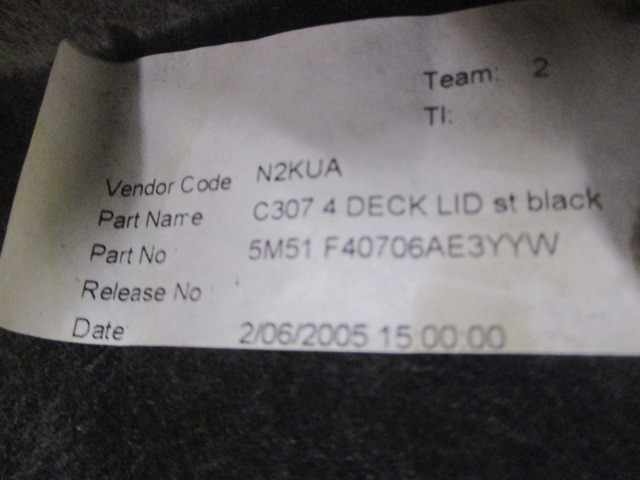 Team: 2
TI:
Vendor Code N2KUA
Part Name C307 4 DECK LID st black
Part No 5M51 F40706AE3YYW
Release No
Date 2/06/2005 15:00:00